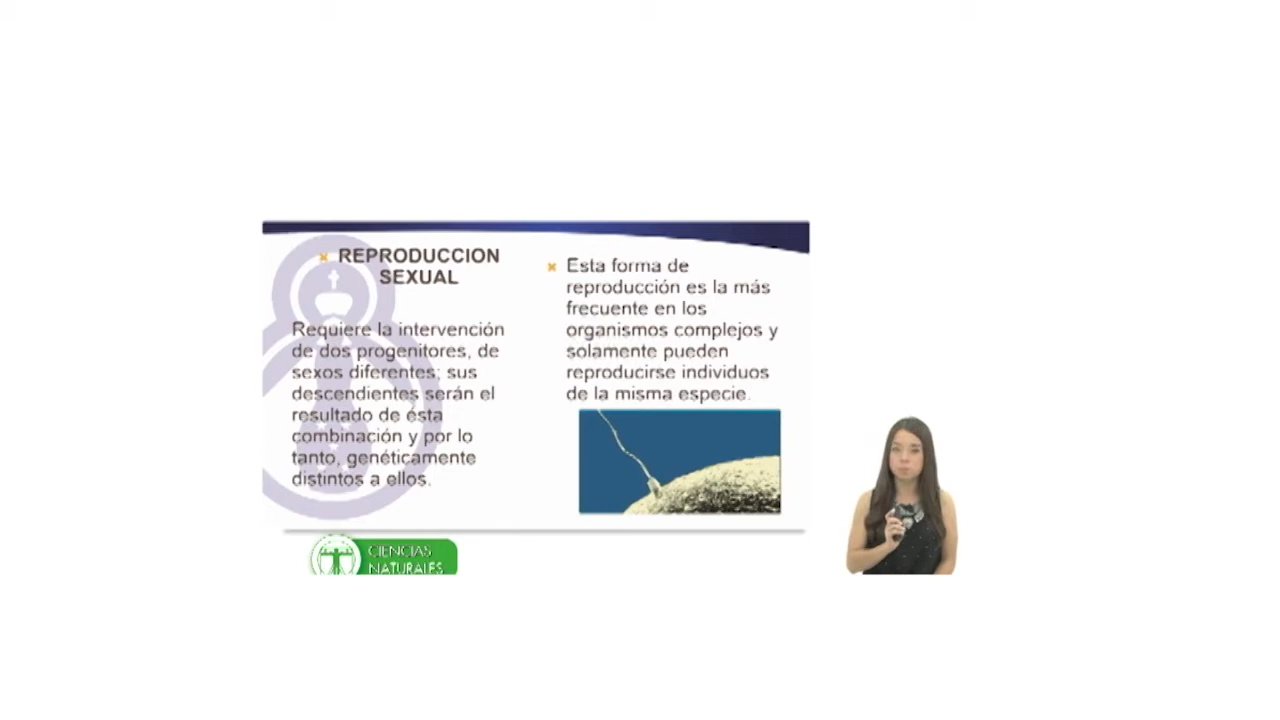 REPRODUCCION
SEXUAL
Requiere la intervención
de dos progenitores, de
sexos diferentes; sus
descendientes serán el
resultado de ésta
combinación y por lo
tanto, genéticamente
distintos a ellos.
Esta forma de
reproducción es la más
frecuente en los
organismos complejos y
solamente pueden
reproducirse individuos
de la misma especie.
CIENCIAS
NATURALES